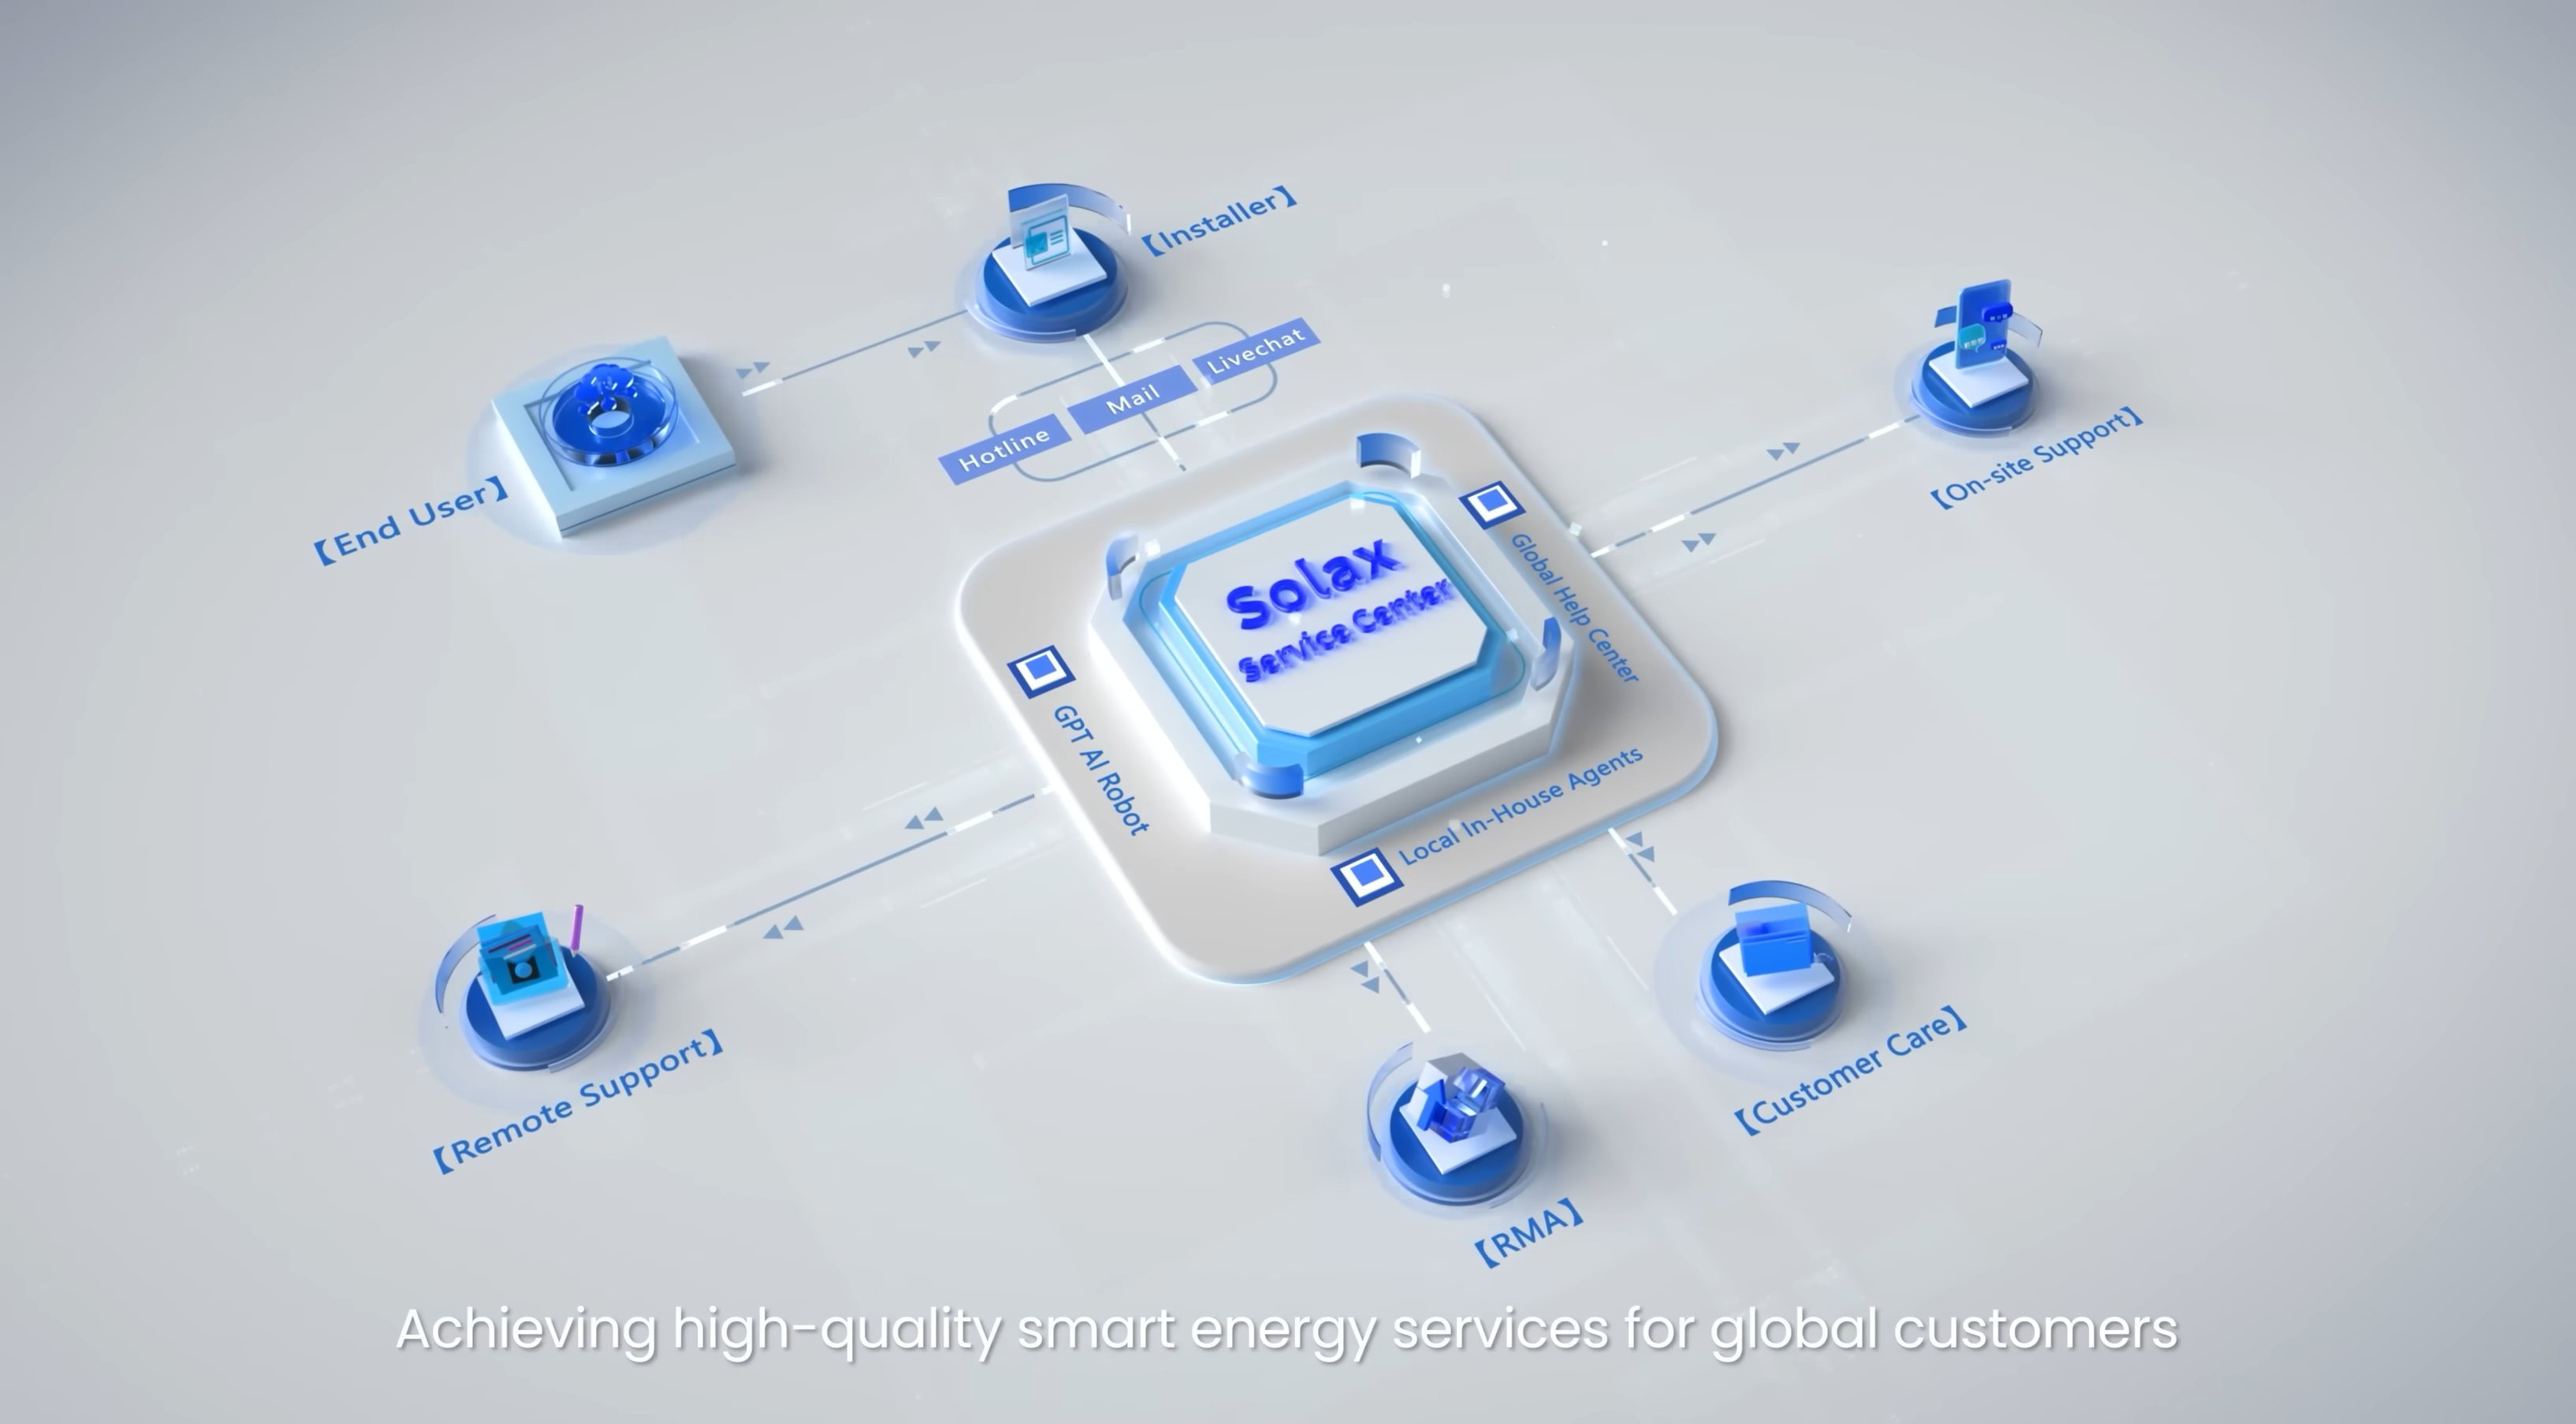 【Installer】
Livechat
Mail
Hotline
【End User】
【On-site Support】
Solax
Service Center
Global Help Center
GPT AI Robot
Local In-House Agents
【Remote Support】
【Customer Care】
【RMA】
Achieving high-quality smart energy services for global customers